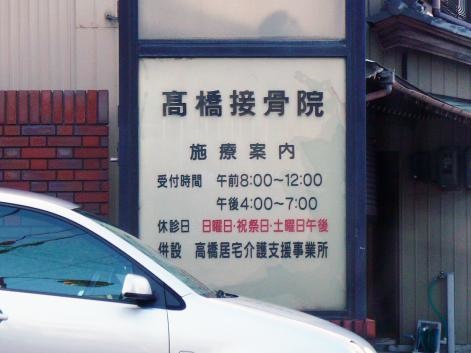 髙橋接骨院
施療案内
受付時間 午前8:00～12:00
午後4:00～7:00
休診日 日曜日・祝祭日・土曜日午後
併設 高橋居宅介護支援事業所